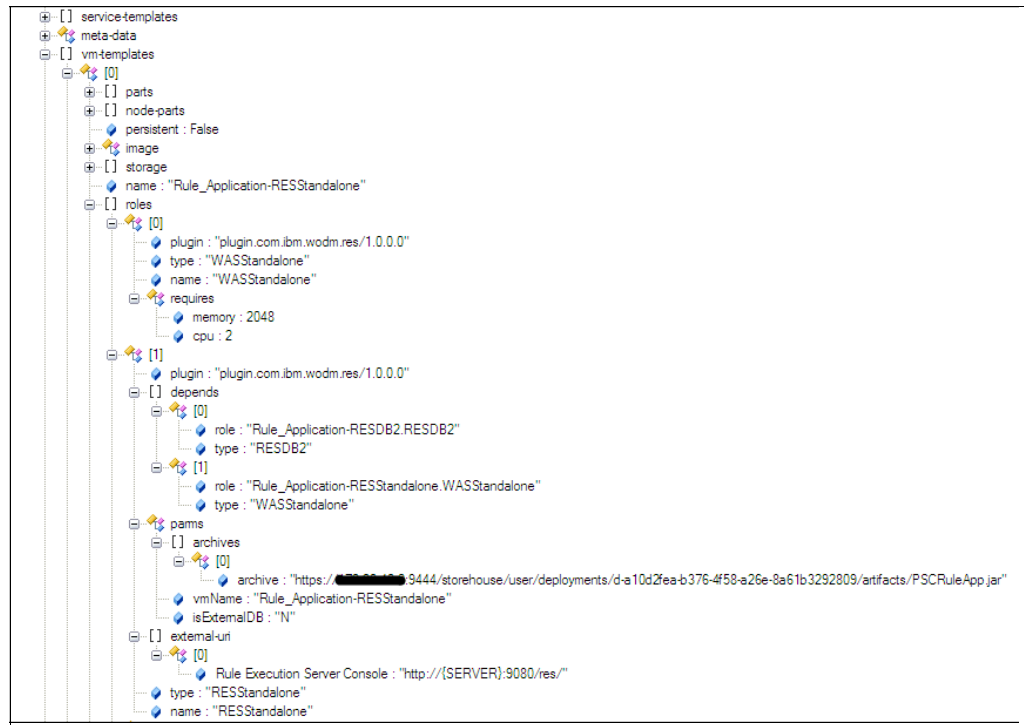 [] service-templates
meta-data
[] vm-templates
[0]
[] parts
[] node-parts
persistent : False
image
[] storage
name : "Rule_Application-RESStandalone"
[] roles
[0]
plugin : "plugin.com.ibm.wodm.res/1.0.0.0"
type : "WASStandalone"
name : "WASStandalone"
requires
memory : 2048
cpu : 2
[1]
plugin : "plugin.com.ibm.wodm.res/1.0.0.0"
[] depends
[0]
role : "Rule_Application-RESDB2.RESDB2"
type : "RESDB2"
[1]
role : "Rule_Application-RESStandalone.WASStandalone"
type : "WASStandalone"
parms
[] archives
[0]
archive : "https://:9444/storehouse/user/deployments/d-a10d2fea-b376-4f58-a26e-8a61b3292809/artifacts/PSCRuleApp.jar"
vmName : "Rule_Application-RESStandalone"
isExternalDB : "N"
[] external-uri
[0]
Rule Execution Server Console : "http://{SERVER}:9080/res/"
type : "RESStandalone"
name : "RESStandalone"